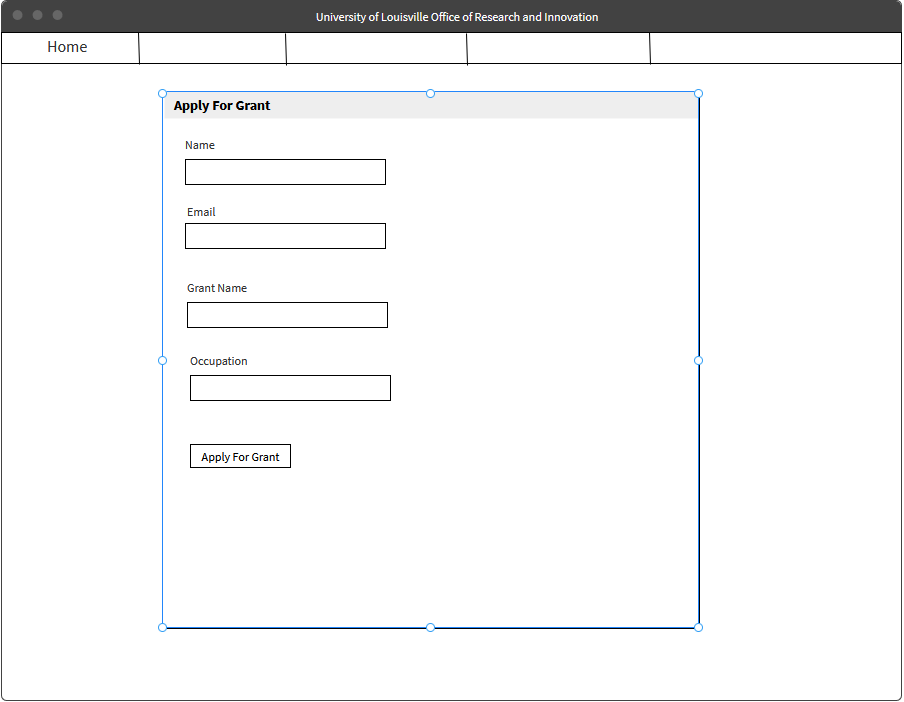 University of Louisville Office of Research and Innovation
Home
Apply For Grant
Name
Email
Grant Name
Occupation
Apply For Grant